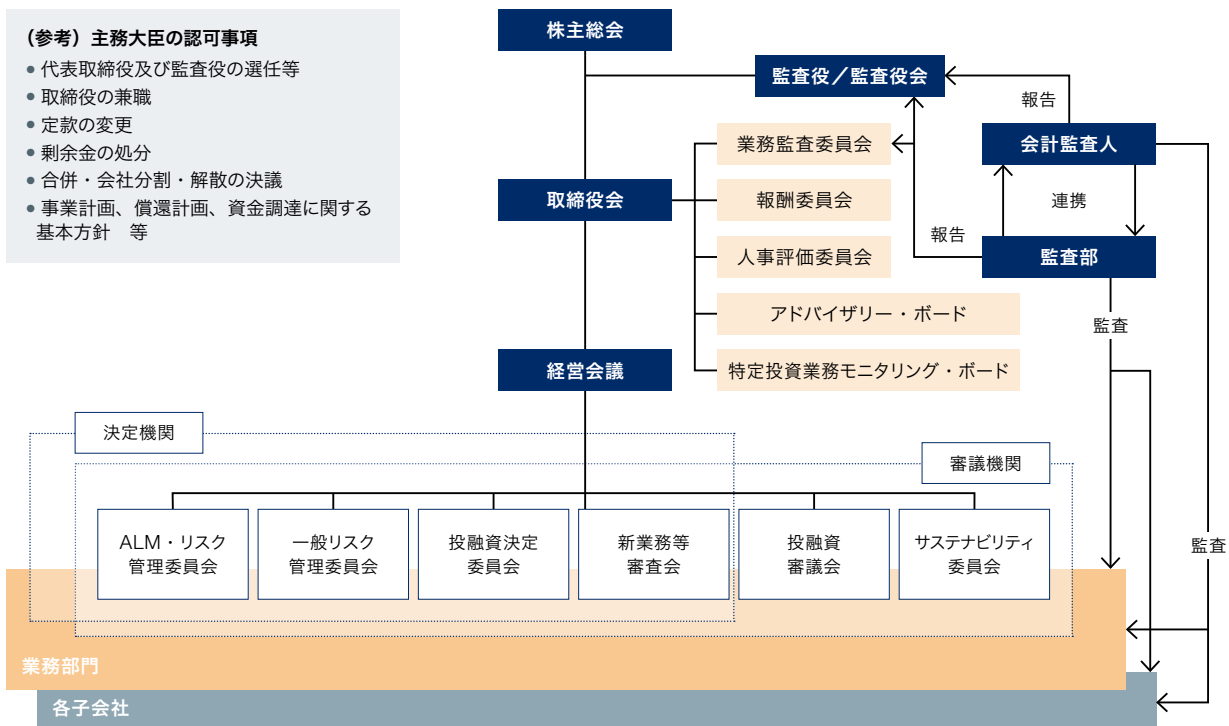 （参考）主務大臣の認可事項
● 代表取締役及び監査役の選任等
● 取締役の兼職
● 定款の変更
● 剰余金の処分
● 合併・会社分割・解散の決議
● 事業計画、償還計画、資金調達に関する
基本方針　等
株主総会
監査役／監査役会
報告
業務監査委員会
会計監査人
取締役会
報酬委員会
連携
報告
人事評価委員会
監査部
アドバイザリー・ボード
監査
経営会議
特定投資業務モニタリング・ボード
決定機関
審議機関
ALM・リスク
管理委員会
一般リスク
管理委員会
投融資決定
委員会
新業務等
審査会
投融資
審議会
サステナビリティ
委員会
監査
業務部門
各子会社